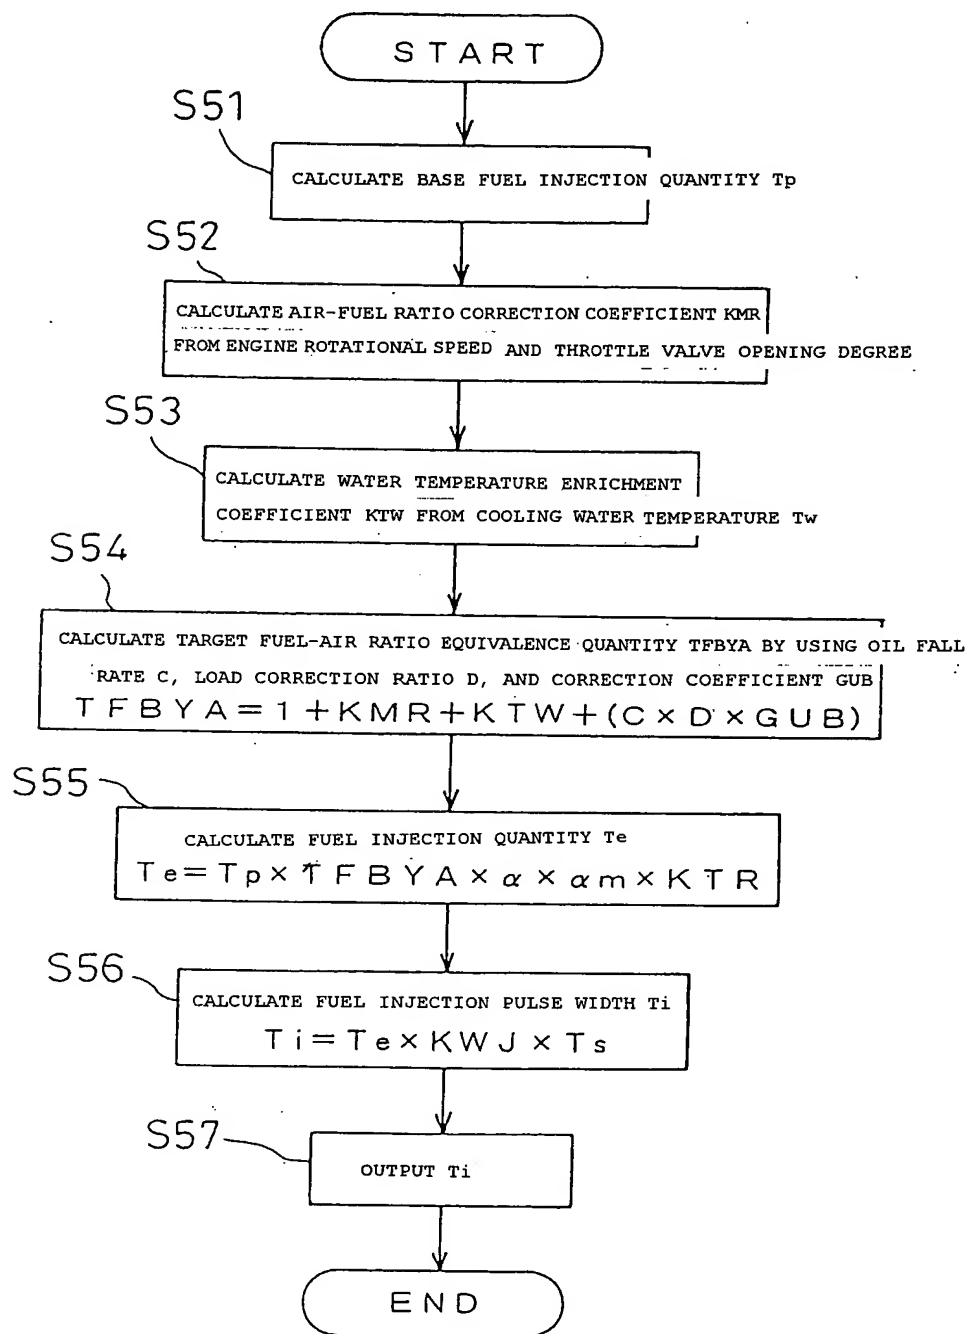 START
S51
CALCULATE BASE FUEL INJECTION QUANTITY Tp
S52
CALCULATE AIR-FUEL RATIO CORRECTION COEFFICIENT KMR
FROM ENGINE ROTATIONAL SPEED AND THROTTLE VALVE OPENING DEGREE
S53
CALCULATE WATER TEMPERATURE ENRICHMENT
COEFFICIENT KTW FROM COOLING WATER TEMPERATURE Tw
S54
CALCULATE TARGET FUEL-AIR RATIO EQUIVALENCE QUANTITY TFBYA BY USING OIL FALL
RATE C, LOAD CORRECTION RATIO D, AND CORRECTION COEFFICIENT GUB
TFBYA=1+KMR+KTW+(C×D×GUB)
S55
CALCULATE FUEL INJECTION QUANTITY Te
Te=Tp×TFBYA×α×αm×KTR
S56
CALCULATE FUEL INJECTION PULSE WIDTH Ti
Ti=Te×KWJ×Ts
S57
OUTPUT Ti
END